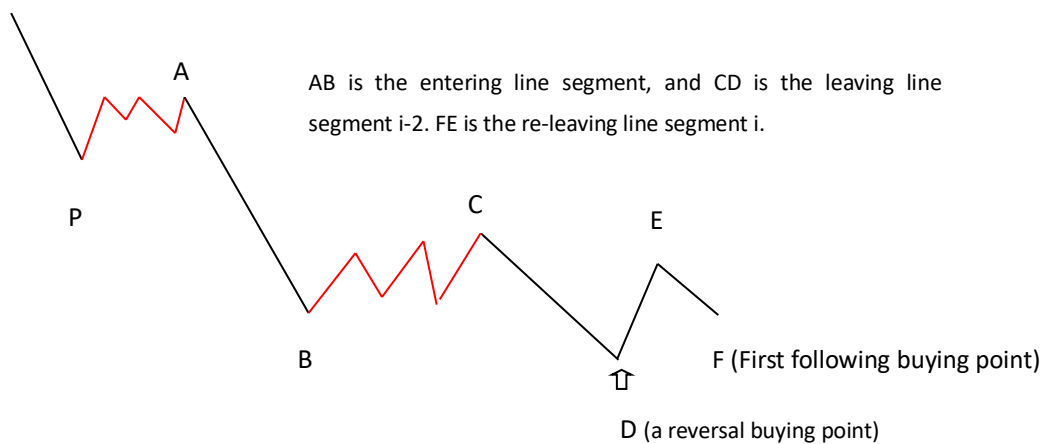 A
AB is the entering line segment, and CD is the leaving line
segment i-2. FE is the re-leaving line segment i.
P
C
E
B
F (First following buying point)
D (a reversal buying point)